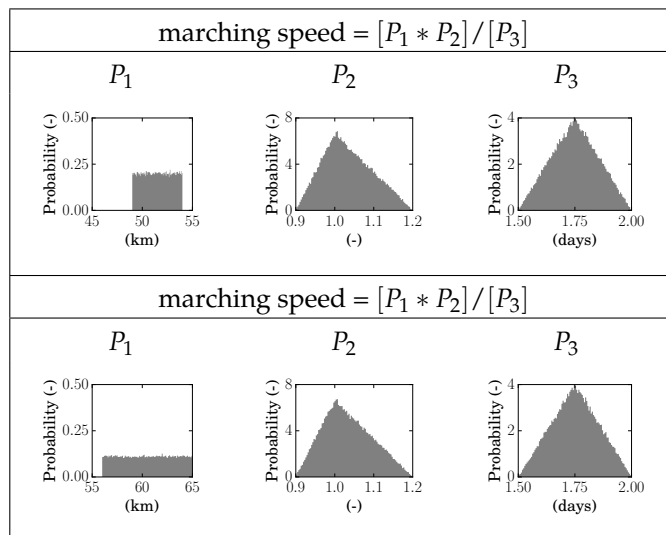 marching speed = [P₁ * P₂]/[P₃]
P₁ P₂ P₃
Probability (-) 0.50 0.25 0.00 45 50 55 (km)
Probability (-) 8 4 0 0.9 1.0 1.1 1.2 (-)
Probability (-) 4 2 0 1.50 1.75 2.00 (days)
marching speed = [P₁ * P₂]/[P₃]
P₁ P₂ P₃
Probability (-) 0.50 0.25 0.00 55 60 65 (km)
Probability (-) 8 4 0 0.9 1.0 1.1 1.2 (-)
Probability (-) 4 2 0 1.50 1.75 2.00 (days)